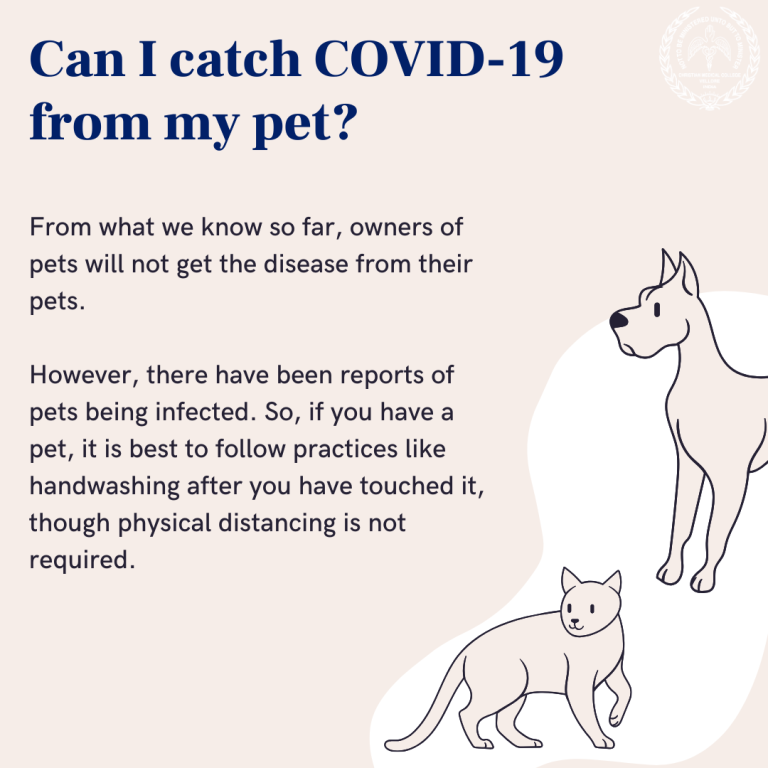 Can I catch COVID-19
from my pet?
From what we know so far, owners of
pets will not get the disease from their
pets.
However, there have been reports of
pets being infected. So, if you have a
pet, it is best to follow practices like
handwashing after you have touched it,
though physical distancing is not
required.